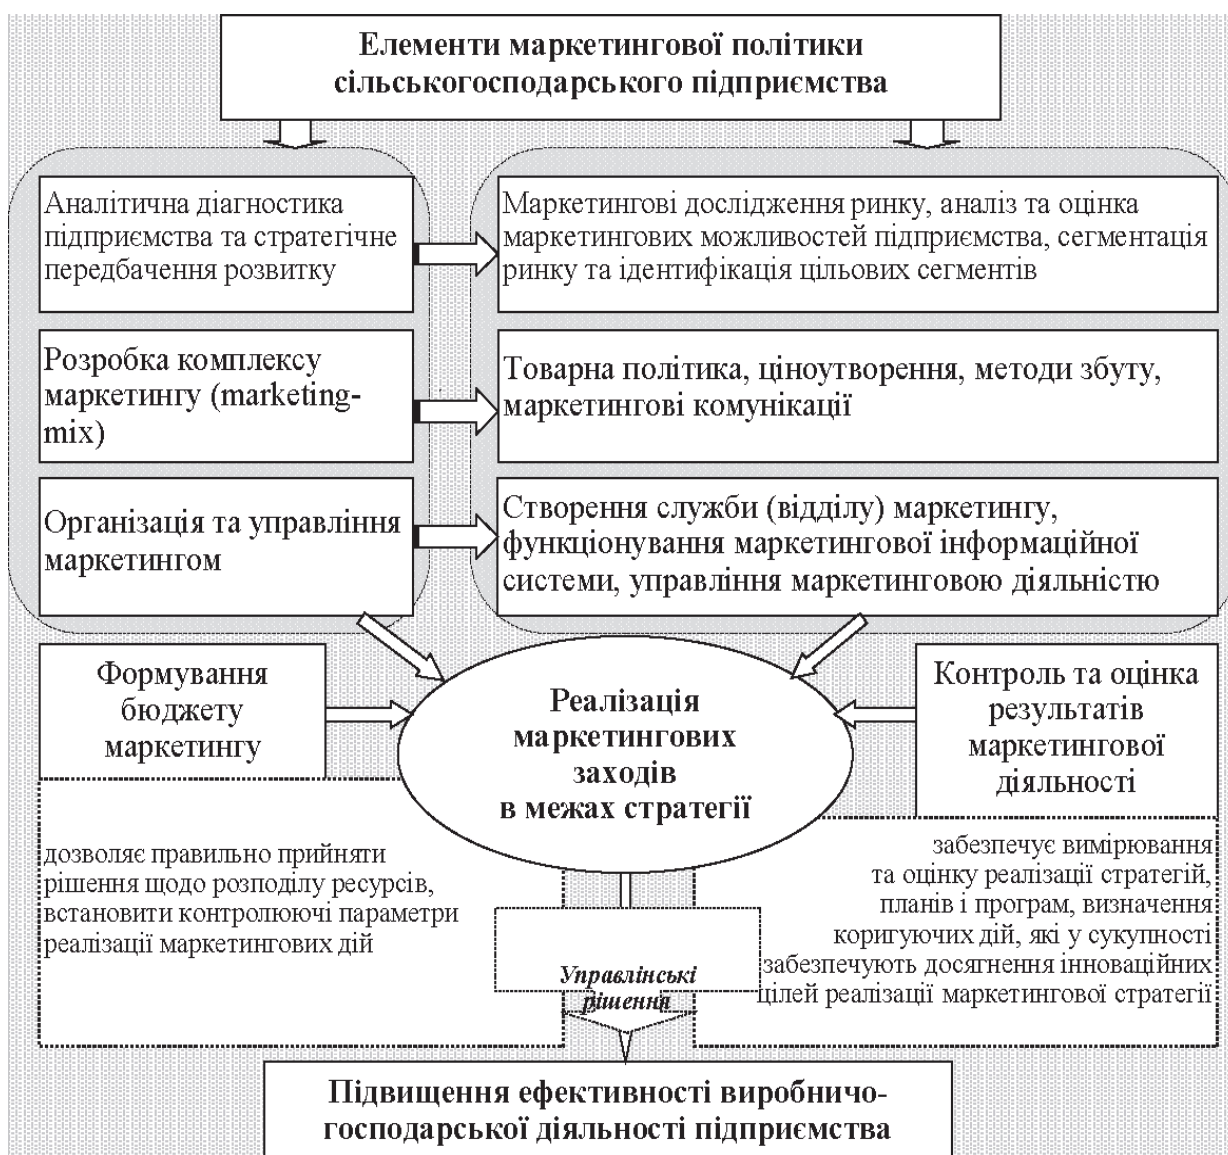 Елементи маркетингової політики
сільськогосподарського підприємства
Аналітична діагностика
підприємства та стратегічне
передбачення розвитку
Маркетингові дослідження ринку, аналіз та оцінка
маркетингових можливостей підприємства, сегментація
ринку та ідентифікація цільових сегментів
Розробка комплексу
маркетингу (marketing-
mix)
Товарна політика, ціноутворення, методи збуту,
маркетингові комунікації
Організація та управління
маркетингом
Створення служби (відділу) маркетингу,
функціонування маркетингової інформаційної
системи, управління маркетинговою діяльністю
Формування
бюджету
маркетингу
Реалізація
маркетингових
заходів
в межах стратегії
Контроль та оцінка
результатів
маркетингової
діяльності
дозволяє правильно прийняти
рішення щодо розподілу ресурсів,
встановити контролюючі параметри
реалізації маркетингових дій
забезпечує вимірювання
та оцінку реалізації стратегій,
планів і програм, визначення
коригуючих дій, які у сукупності
забезпечують досягнення інноваційних
цілей реалізації маркетингової стратегії
Управлінські
рішення
Підвищення ефективності виробничо-
господарської діяльності підприємства